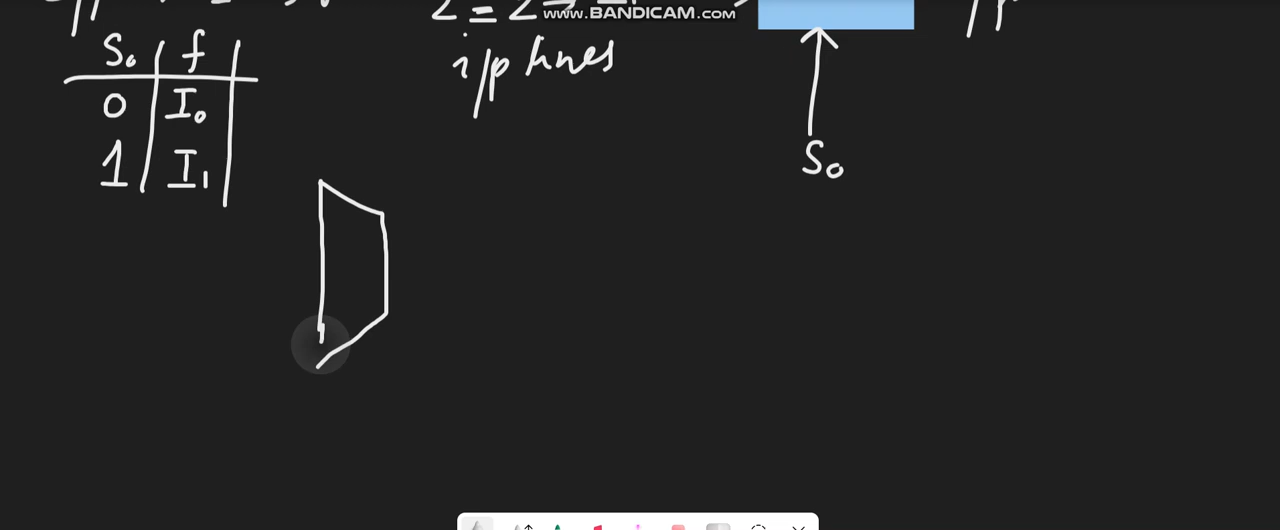 www.BANDICAM.com
S₀ f
i/p lines
0 I₀
1 I₁
S₀